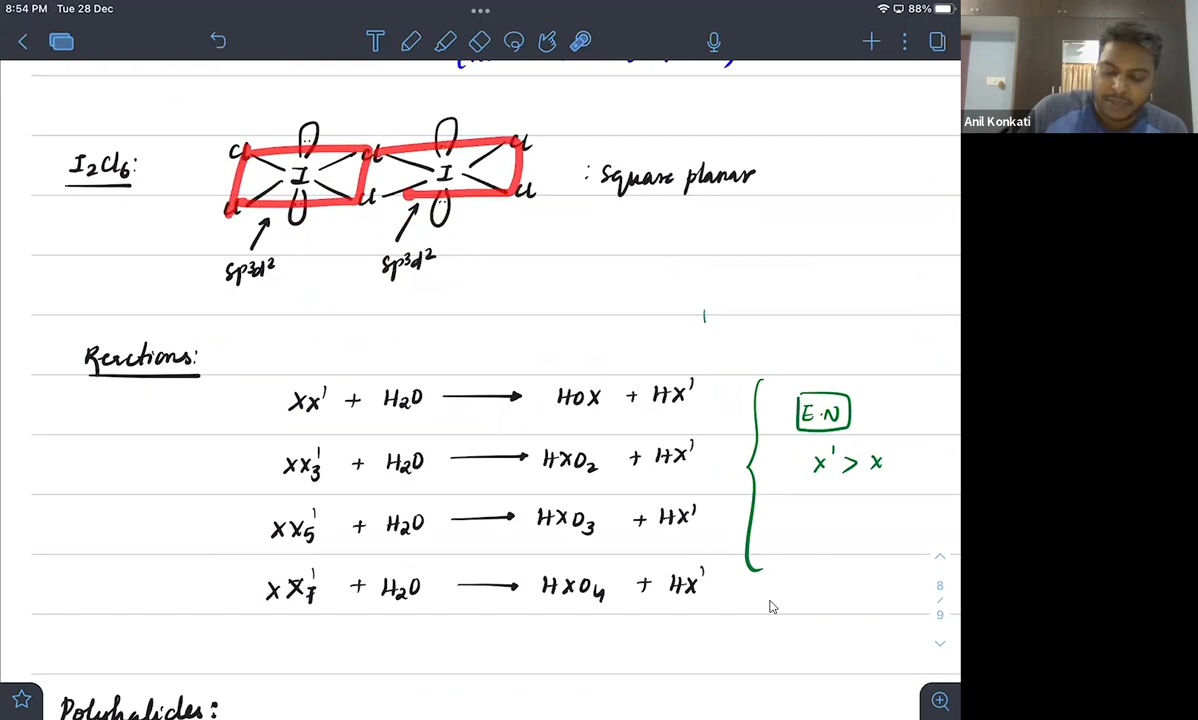 8:54 PM Tue 28 Dec
88%
Anil Konkati
I₂Cl₆:
Cl Cl Cl
I I
Cl Cl Cl
: Square planar
sp³d² sp³d²
Reactions:
XX' + H₂O ⟶ HOX + HX'
XX₃' + H₂O ⟶ HXO₂ + HX'
XX₅' + H₂O ⟶ HXO₃ + HX'
XX₇' + H₂O ⟶ HXO₄ + HX'
E·N
X' > X
8
/
9
Polyhalides: